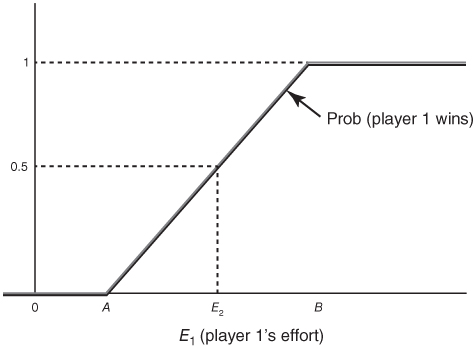 1
Prob (player 1 wins)
0.5
0 A E₂ B
E₁ (player 1's effort)